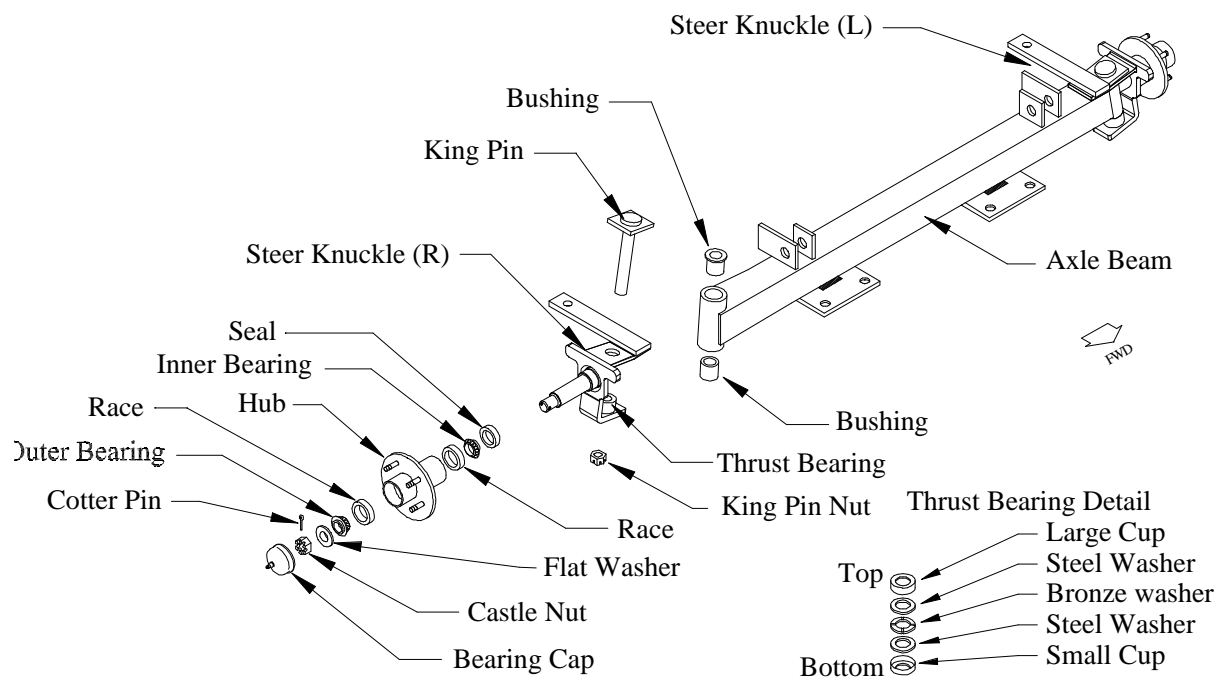 Steer Knuckle (L)
Bushing
King Pin
Steer Knuckle (R)
Axle Beam
Seal
FWD
Inner Bearing
Race
Hub
Bushing
Outer Bearing
Thrust Bearing
Cotter Pin
King Pin Nut
Thrust Bearing Detail
Race
Large Cup
Flat Washer
Top
Steel Washer
Bronze washer
Castle Nut
Steel Washer
Bearing Cap
Bottom
Small Cup